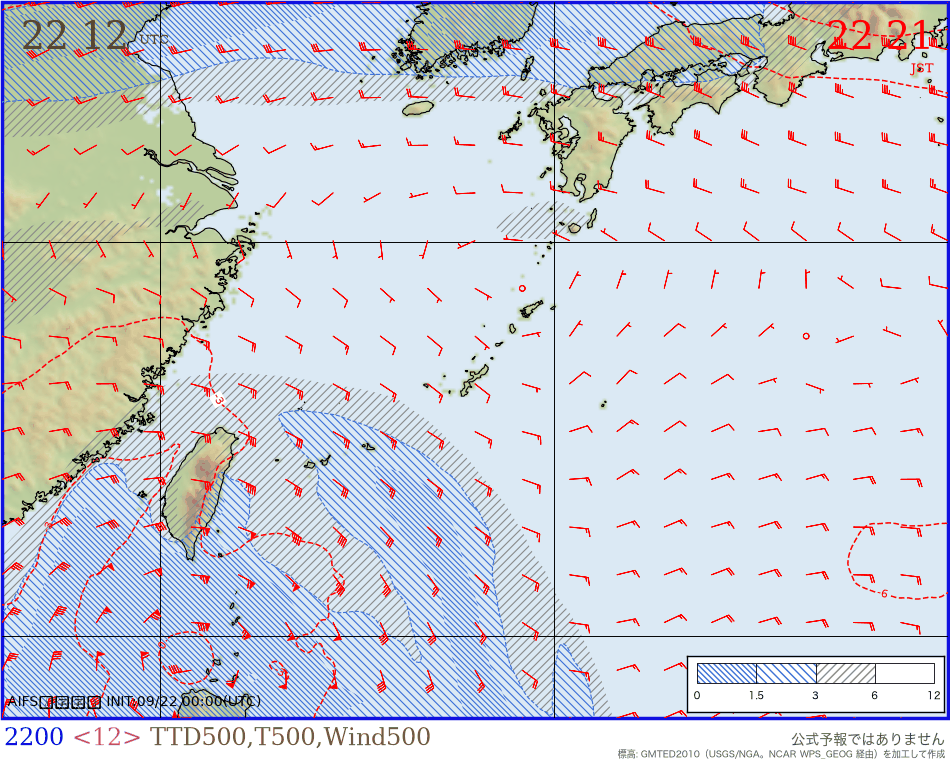 22 12 UTC
22 21
JST
-3
-6
0 1.5 3 6 12
AIFS□□□□ INIT:09/22 00:00(UTC)
2200 <12> TTD500,T500,Wind500
公式予報ではありません
標高: GMTED2010（USGS/NGA。NCAR WPS_GEOG 経由）を加工して作成